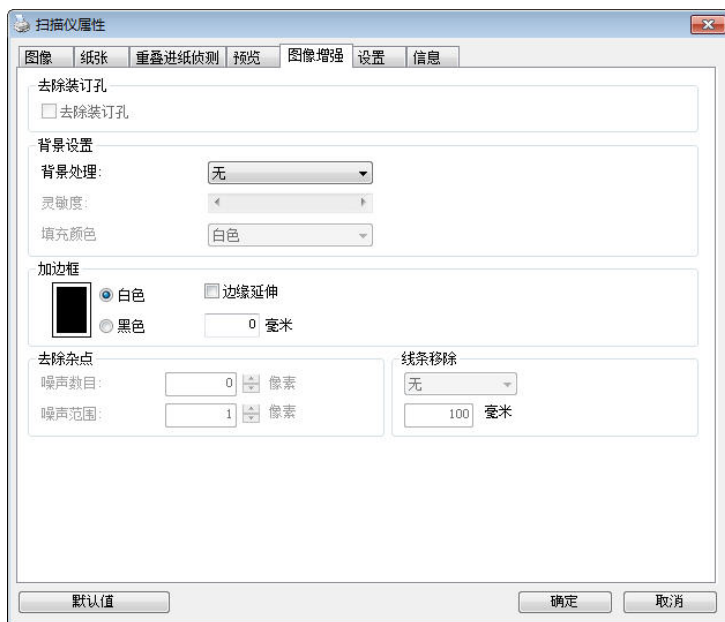 扫描仪属性
图像 纸张 重叠进纸侦测 预览 图像增强 设置 信息
去除装订孔
去除装订孔
背景设置
背景处理: 无
灵敏度:
填充颜色 白色
加边框
白色 边缘延伸
黑色 0 毫米
去除杂点 线条移除
噪声数目: 0 像素 无
噪声范围: 1 像素 100 毫米
默认值 确定 取消